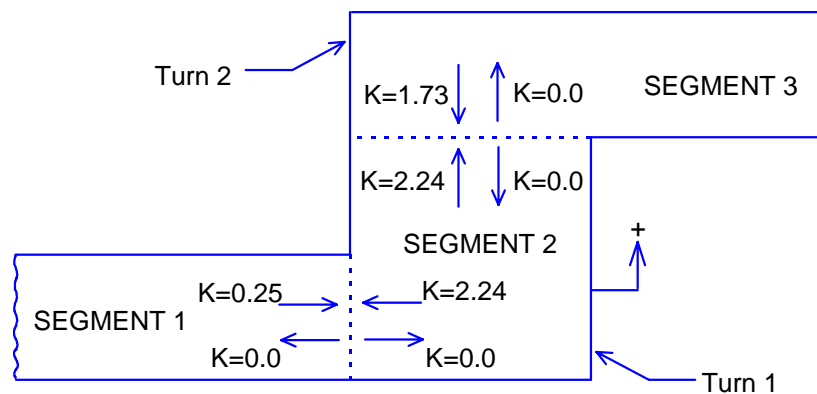 Turn 2
K=1.73
K=0.0
SEGMENT 3
K=2.24
K=0.0
+
SEGMENT 2
K=0.25
K=2.24
SEGMENT 1
K=0.0
K=0.0
Turn 1